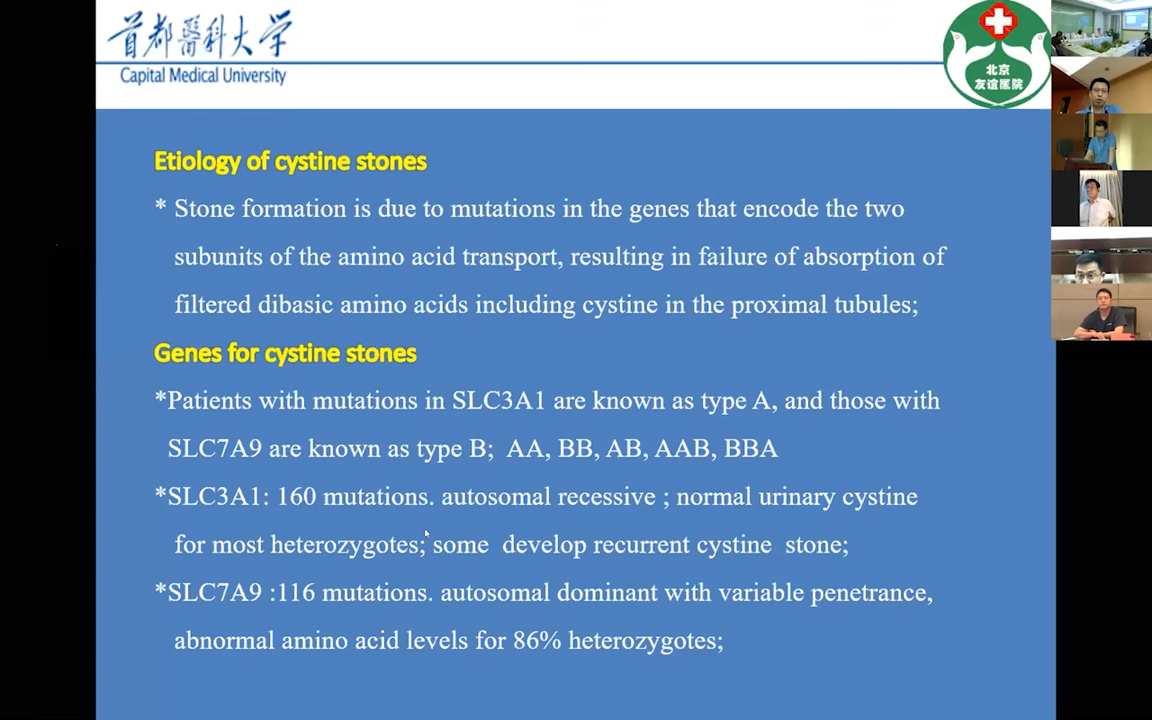 首都醫科大学
Capital Medical University
北京
友谊医院
Etiology of cystine stones
* Stone formation is due to mutations in the genes that encode the two
subunits of the amino acid transport, resulting in failure of absorption of
filtered dibasic amino acids including cystine in the proximal tubules;
Genes for cystine stones
*Patients with mutations in SLC3A1 are known as type A, and those with
SLC7A9 are known as type B; AA, BB, AB, AAB, BBA
*SLC3A1: 160 mutations. autosomal recessive ; normal urinary cystine
for most heterozygotes; some develop recurrent cystine stone;
*SLC7A9 :116 mutations. autosomal dominant with variable penetrance,
abnormal amino acid levels for 86% heterozygotes;